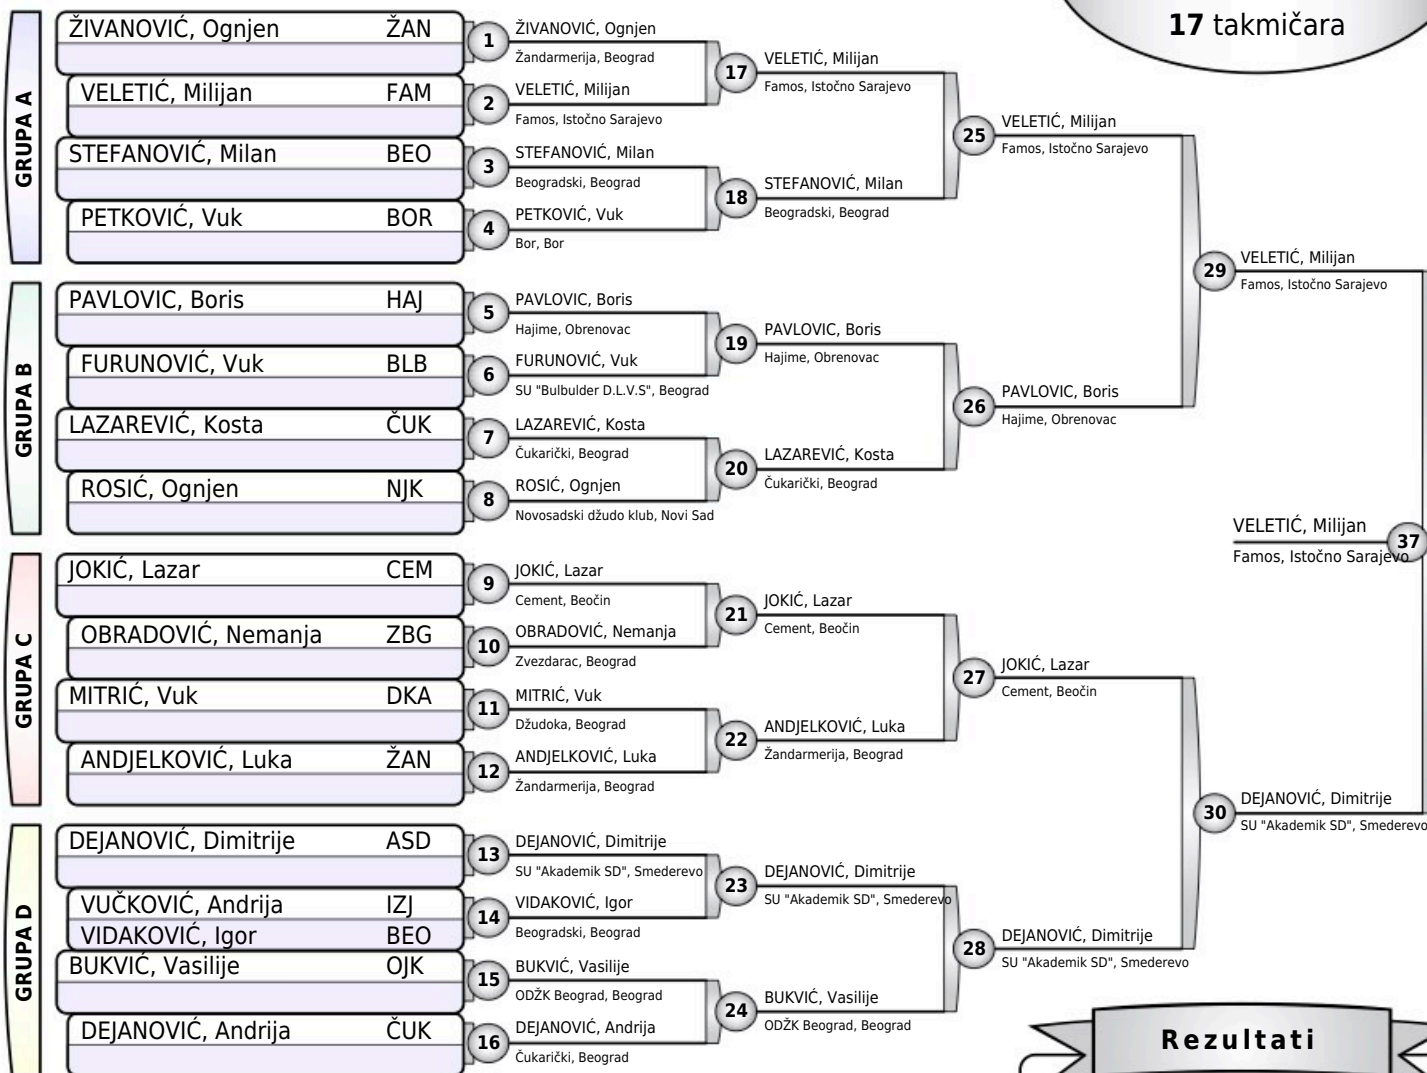 17 takmičara
GRUPA A
ŽIVANOVIĆ, Ognjen ŽAN
VELETIĆ, Milijan FAM
STEFANOVIĆ, Milan BEO
PETKOVIĆ, Vuk BOR
GRUPA B
PAVLOVIC, Boris HAJ
FURUNOVIĆ, Vuk BLB
LAZAREVIĆ, Kosta ČUK
ROSIĆ, Ognjen NJK
GRUPA C
JOKIĆ, Lazar CEM
OBRADOVIĆ, Nemanja ZBG
MITRIĆ, Vuk DKA
ANDJELKOVIĆ, Luka ŽAN
GRUPA D
DEJANOVIĆ, Dimitrije ASD
VUČKOVIĆ, Andrija IZJ
VIDAKOVIĆ, Igor BEO
BUKVIĆ, Vasilije OJK
DEJANOVIĆ, Andrija ČUK
1 ŽIVANOVIĆ, Ognjen
Žandarmerija, Beograd
2 VELETIĆ, Milijan
Famos, Istočno Sarajevo
3 STEFANOVIĆ, Milan
Beogradski, Beograd
4 PETKOVIĆ, Vuk
Bor, Bor
5 PAVLOVIC, Boris
Hajime, Obrenovac
6 FURUNOVIĆ, Vuk
SU "Bulbulder D.L.V.S", Beograd
7 LAZAREVIĆ, Kosta
Čukarički, Beograd
8 ROSIĆ, Ognjen
Novosadski džudo klub, Novi Sad
9 JOKIĆ, Lazar
Cement, Beočin
10 OBRADOVIĆ, Nemanja
Zvezdarac, Beograd
11 MITRIĆ, Vuk
Džudoka, Beograd
12 ANDJELKOVIĆ, Luka
Žandarmerija, Beograd
13 DEJANOVIĆ, Dimitrije
SU "Akademik SD", Smederevo
14 VIDAKOVIĆ, Igor
Beogradski, Beograd
15 BUKVIĆ, Vasilije
ODŽK Beograd, Beograd
16 DEJANOVIĆ, Andrija
Čukarički, Beograd
17 VELETIĆ, Milijan
Famos, Istočno Sarajevo
18 STEFANOVIĆ, Milan
Beogradski, Beograd
19 PAVLOVIC, Boris
Hajime, Obrenovac
20 LAZAREVIĆ, Kosta
Čukarički, Beograd
21 JOKIĆ, Lazar
Cement, Beočin
22 ANDJELKOVIĆ, Luka
Žandarmerija, Beograd
23 DEJANOVIĆ, Dimitrije
SU "Akademik SD", Smederevo
24 BUKVIĆ, Vasilije
ODŽK Beograd, Beograd
25 VELETIĆ, Milijan
Famos, Istočno Sarajevo
26 PAVLOVIC, Boris
Hajime, Obrenovac
27 JOKIĆ, Lazar
Cement, Beočin
28 DEJANOVIĆ, Dimitrije
SU "Akademik SD", Smederevo
29 VELETIĆ, Milijan
Famos, Istočno Sarajevo
30 DEJANOVIĆ, Dimitrije
SU "Akademik SD", Smederevo
VELETIĆ, Milijan 37
Famos, Istočno Sarajevo
Rezultati